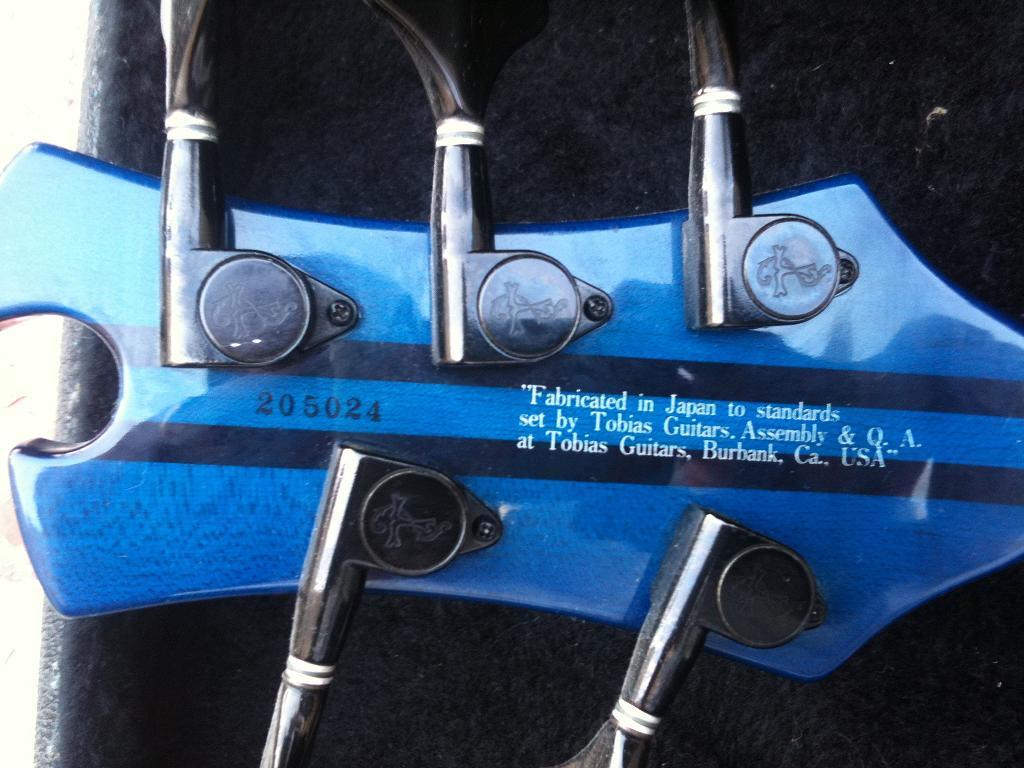 205024
"Fabricated in Japan to standards
set by Tobias Guitars. Assembly & Q. A.
at Tobias Guitars, Burbank, Ca., USA"